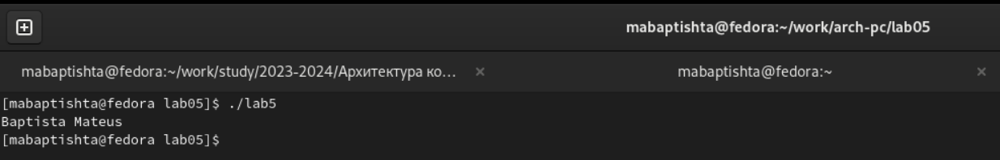 mabaptishta@fedora:~/work/arch-pc/lab05
mabaptishta@fedora:~/work/study/2023-2024/Архитектура ко...
mabaptishta@fedora:~
[mabaptishta@fedora lab05]$ ./lab5
Baptista Mateus
[mabaptishta@fedora lab05]$